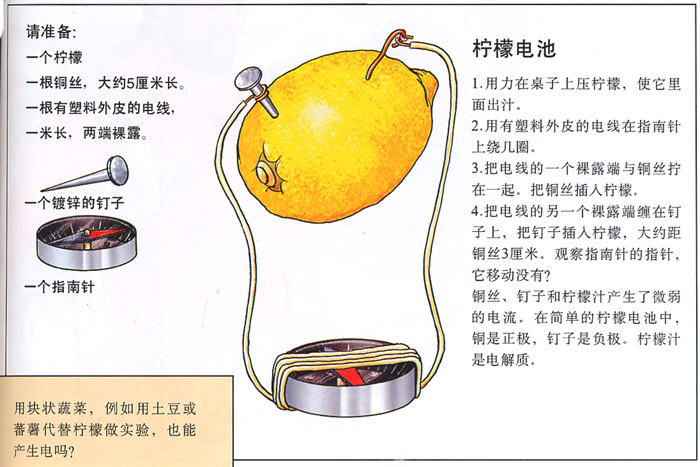 请准备:
一个柠檬
一根铜丝，大约5厘米长。
一根有塑料外皮的电线，
一米长，两端裸露。
一个镀锌的钉子
一个指南针
用块状蔬菜，例如用土豆或
蕃薯代替柠檬做实验，也能
产生电吗?
柠檬电池
1.用力在桌子上压柠檬，使它里
面出汁。
2.用有塑料外皮的电线在指南针
上绕几圈。
3.把电线的一个裸露端与铜丝拧
在一起。把铜丝插入柠檬。
4.把电线的另一个裸露端缠在钉
子上，把钉子插入柠檬，大约距
铜丝3厘米。观察指南针的指针，
它移动没有?
铜丝、钉子和柠檬汁产生了微弱
的电流。在简单的柠檬电池中，
铜是正极，钉子是负极。柠檬汁
是电解质。